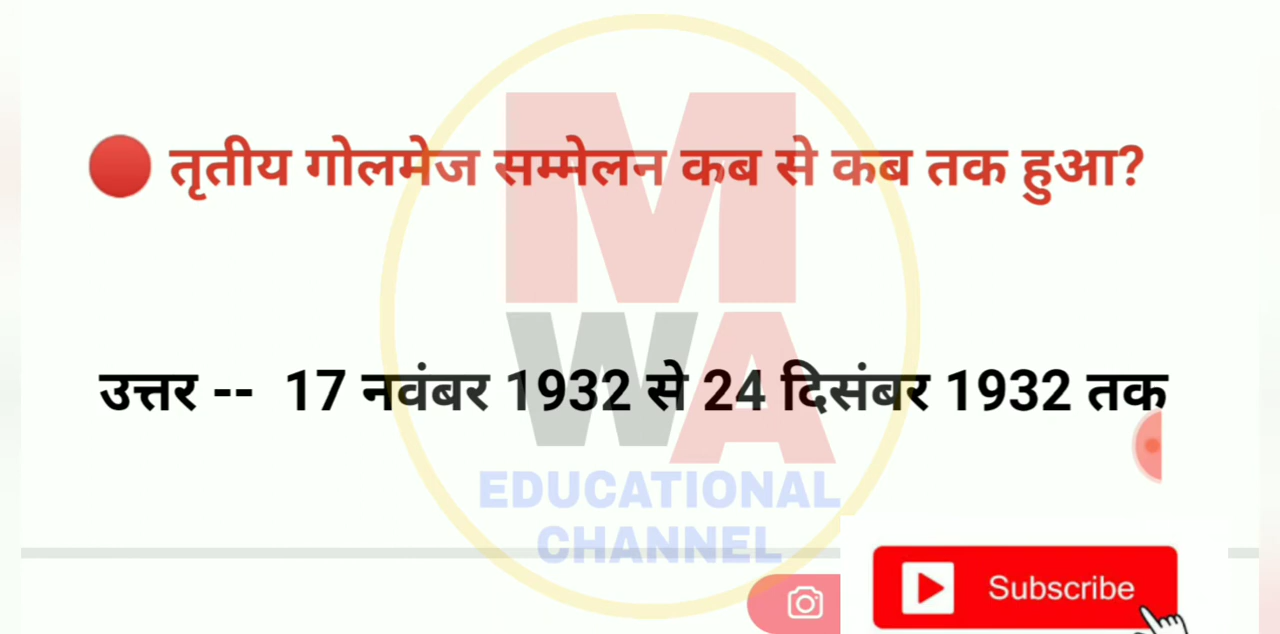 तृतीय गोलमेज सम्मेलन कब से कब तक हुआ?
उत्तर -- 17 नवंबर 1932 से 24 दिसंबर 1932 तक
M
WA
EDUCATIONAL
CHANNEL
Subscribe